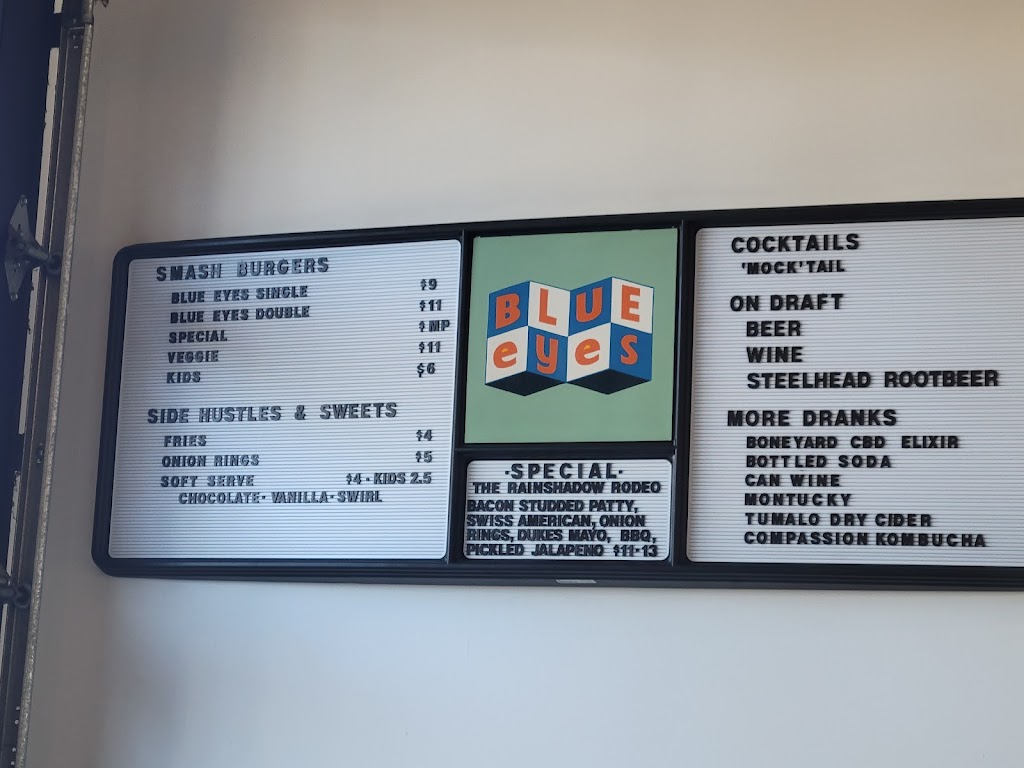 SMASH BURGERS
BLUE EYES SINGLE $9
BLUE EYES DOUBLE $11
SPECIAL $MP
VEGGIE $11
KIDS $6
SIDE HUSTLES & SWEETS
FRIES $4
ONION RINGS $5
SOFT SERVE $4 - KIDS 2.5
CHOCOLATE- VANILLA- SWIRL
BLUE
eyes
-SPECIAL-
THE RAINSHADOW RODEO
BACON STUDDED PATTY,
SWISS AMERICAN, ONION
RINGS, DUKES MAYO, BBQ,
PICKLED JALAPENO $11-13
COCKTAILS
'MOCK'TAIL
ON DRAFT
BEER
WINE
STEELHEAD ROOTBEER
MORE DRANKS
BONEYARD CBD ELIXIR
BOTTLED SODA
CAN WINE
MONTUCKY
TUMALO DRY CIDER
COMPASSION KOMBUCHA